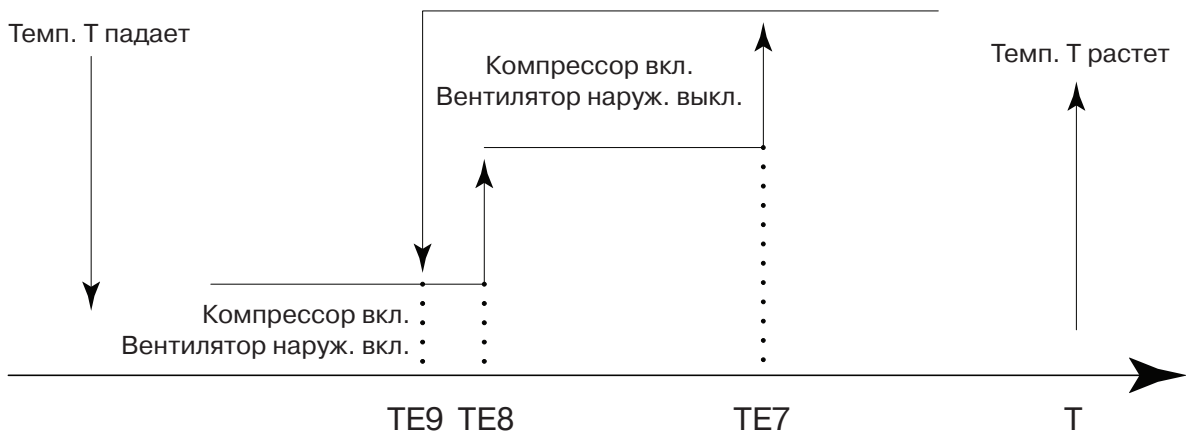 Темп. Т падает
Компрессор вкл.
Вентилятор наруж. выкл.
Темп. Т растет
Компрессор вкл.
Вентилятор наруж. вкл.
TE9 TE8 TE7 T